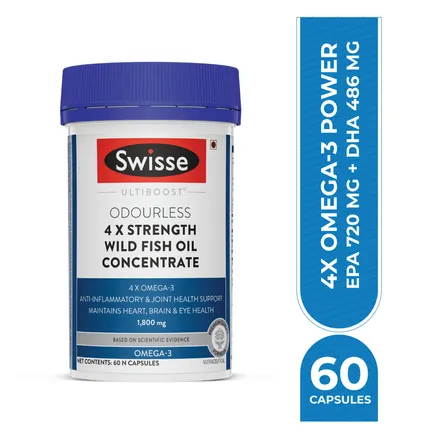 Swisse
ULTIBOOST
ODOURLESS
4 X STRENGTH
WILD FISH OIL
CONCENTRATE
4 X OMEGA-3
ANTI-INFLAMMATORY & JOINT HEALTH SUPPORT
MAINTAINS HEART, BRAIN & EYE HEALTH
1,800 mg
BASED ON SCIENTIFIC EVIDENCE
OMEGA-3
NET CONTENTS: 60 N CAPSULES
NUTRACEUTICAL
4X OMEGA-3 POWER
EPA 720 MG + DHA 486 MG
60
CAPSULES